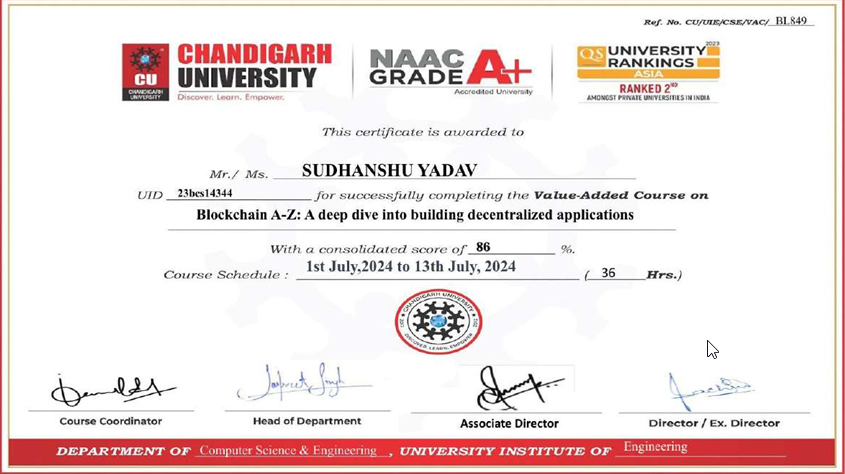 Ref. No. CU/UIE/CSE/VAC/ BL849
CU
CHANDIGARH
UNIVERSITY
CHANDIGARH
UNIVERSITY
Discover. Learn. Empower.
NAAC
GRADE A+
Accredited University
QS UNIVERSITY 2023
RANKINGS
ASIA
RANKED 2ND
AMONGST PRIVATE UNIVERSITIES IN INDIA
This certificate is awarded to
Mr./ Ms. SUDHANSHU YADAV
UID 23bcs14344 for successfully completing the Value-Added Course on
Blockchain A-Z: A deep dive into building decentralized applications
With a consolidated score of 86 %.
Course Schedule : 1st July,2024 to 13th July, 2024 ( 36 Hrs.)
CHANDIGARH UNIVERSITY
DISCOVER. LEARN. EMPOWER
Course Coordinator
Head of Department
Associate Director
Director / Ex. Director
DEPARTMENT OF Computer Science & Engineering , UNIVERSITY INSTITUTE OF Engineering